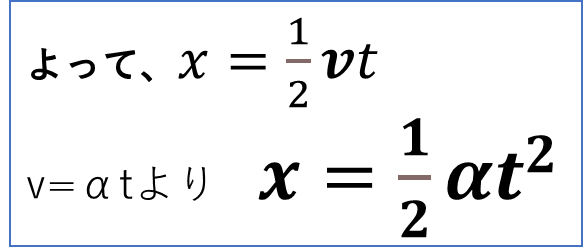 よって、x = 1/2 vt
v=αtより x = 1/2 αt²